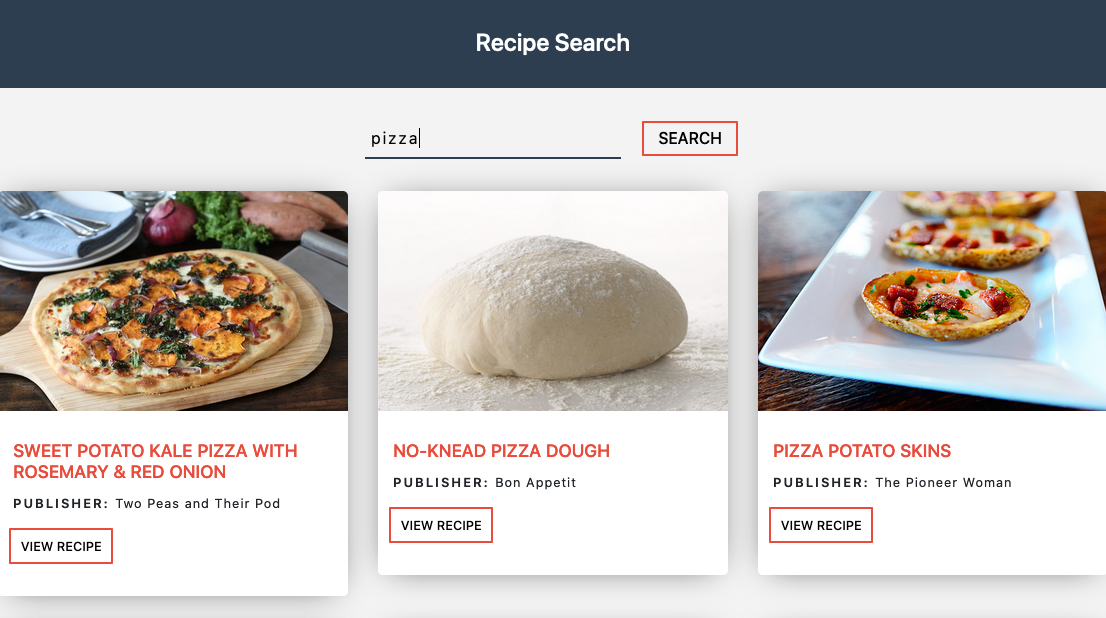 Recipe Search
pizza
SEARCH
SWEET POTATO KALE PIZZA WITH
ROSEMARY & RED ONION
PUBLISHER: Two Peas and Their Pod
VIEW RECIPE
NO-KNEAD PIZZA DOUGH
PUBLISHER: Bon Appetit
VIEW RECIPE
PIZZA POTATO SKINS
PUBLISHER: The Pioneer Woman
VIEW RECIPE